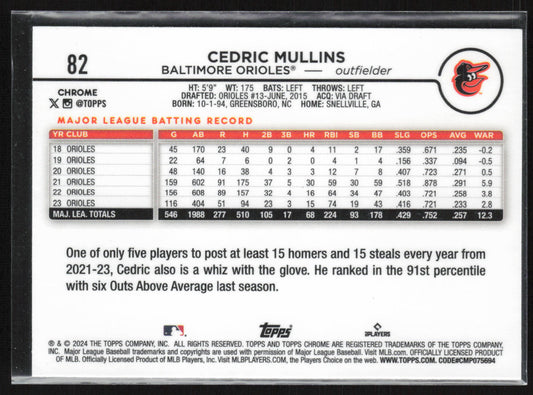 82
CEDRIC MULLINS
BALTIMORE ORIOLES® — outfielder
CHROME
@TOPPS
HT: 5'9" WT: 175 BATS: LEFT THROWS: LEFT
DRAFTED: ORIOLES #13-JUNE, 2015 ACQ: VIA DRAFT
BORN: 10-1-94, GREENSBORO, NC HOME: SNELLVILLE, GA
MAJOR LEAGUE BATTING RECORD
YR CLUB G AB R H 2B 3B HR RBI SB BB SLG OPS AVG WAR
18 ORIOLES 45 170 23 40 9 0 4 11 2 17 .359 .671 .235 -0.2
19 ORIOLES 22 64 7 6 0 2 0 4 1 4 .156 .337 .094 -0.5
20 ORIOLES 48 140 16 38 4 3 3 12 7 8 .407 .723 .271 0.5
21 ORIOLES 159 602 91 175 37 5 30 59 30 59 .518 .878 .291 5.9
22 ORIOLES 156 608 89 157 32 4 16 64 34 47 .403 .721 .258 3.8
23 ORIOLES 116 404 51 94 23 3 15 74 19 43 .416 .721 .233 2.8
MAJ. LEA. TOTALS 546 1988 277 510 105 17 68 224 93 178 .429 .752 .257 12.3
One of only five players to post at least 15 homers and 15 steals every year from
2021-23, Cedric also is a whiz with the glove. He ranked in the 91st percentile
with six Outs Above Average last season.
topps
PLAYERS
® & © 2024 THE TOPPS COMPANY, INC. ALL RIGHTS RESERVED. TOPPS AND TOPPS CHROME ARE REGISTERED TRADEMARKS OF THE TOPPS COMPANY,
INC. Major League Baseball trademarks and copyrights are used with permission of Major League Baseball. Visit MLB.com. OFFICIALLY LICENSED PRODUCT
OF MLB. Officially Licensed Product of MLB Players, Inc. Visit MLBPLAYERS.com, the Players Choice on the web. WWW.TOPPS.COM. CODE#CMP075694